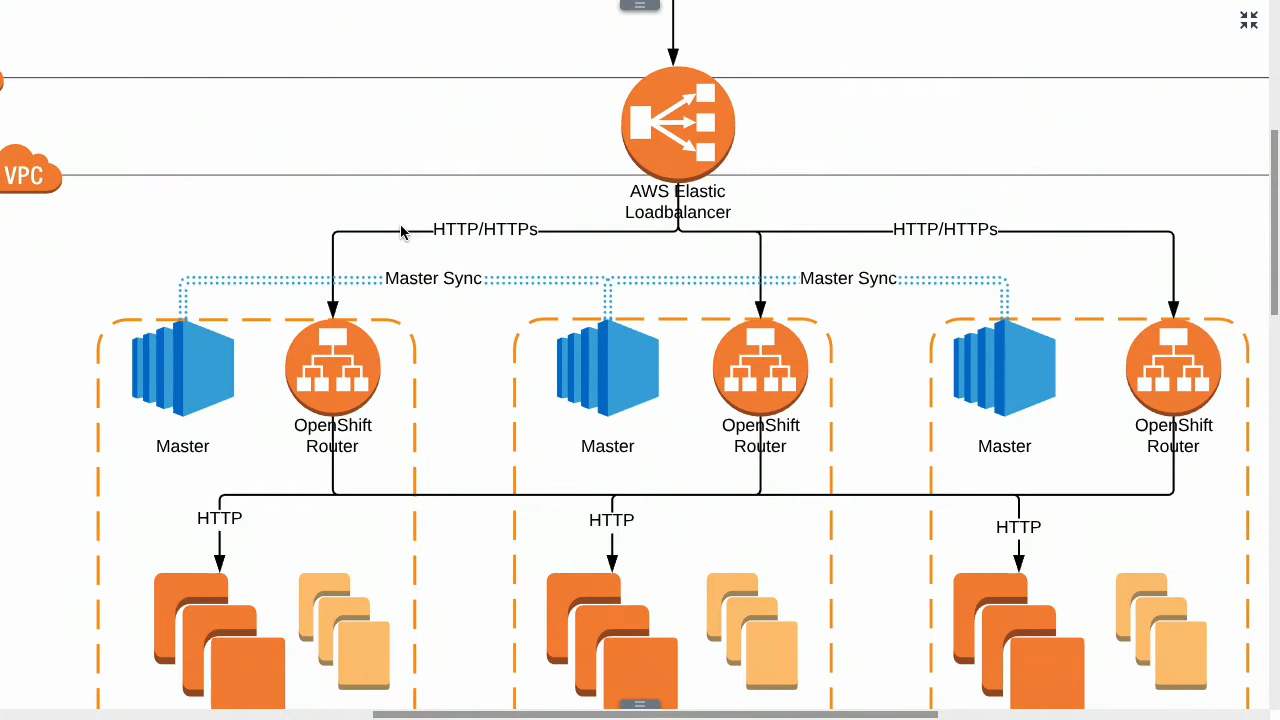 VPC
AWS Elastic
Loadbalancer
HTTP/HTTPs
HTTP/HTTPs
Master Sync
Master Sync
Master
OpenShift
Router
Master
OpenShift
Router
Master
OpenShift
Router
HTTP
HTTP
HTTP